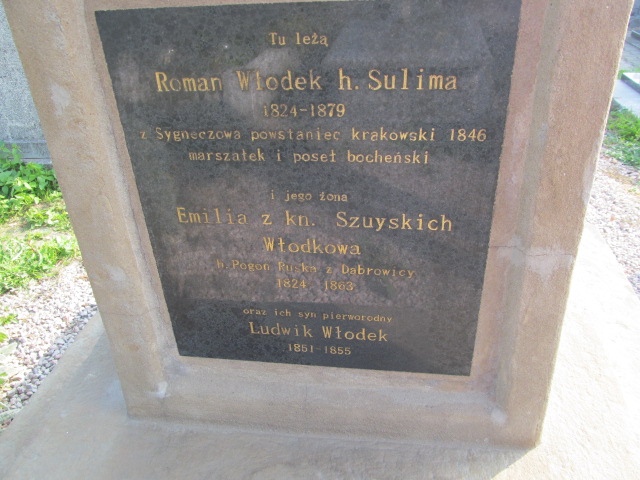 Tu leżą
Roman Włodek h. Sulima
1824-1879
z Sygneczowa powstaniec krakowski 1846
marszałek i poseł bocheński
i jego żona
Emilia z kn. Szuyskich
Włodkowa
h. Pogoń Ruska z Dąbrowicy
1824-1863
oraz ich syn pierworodny
Ludwik Włodek
1851-1855